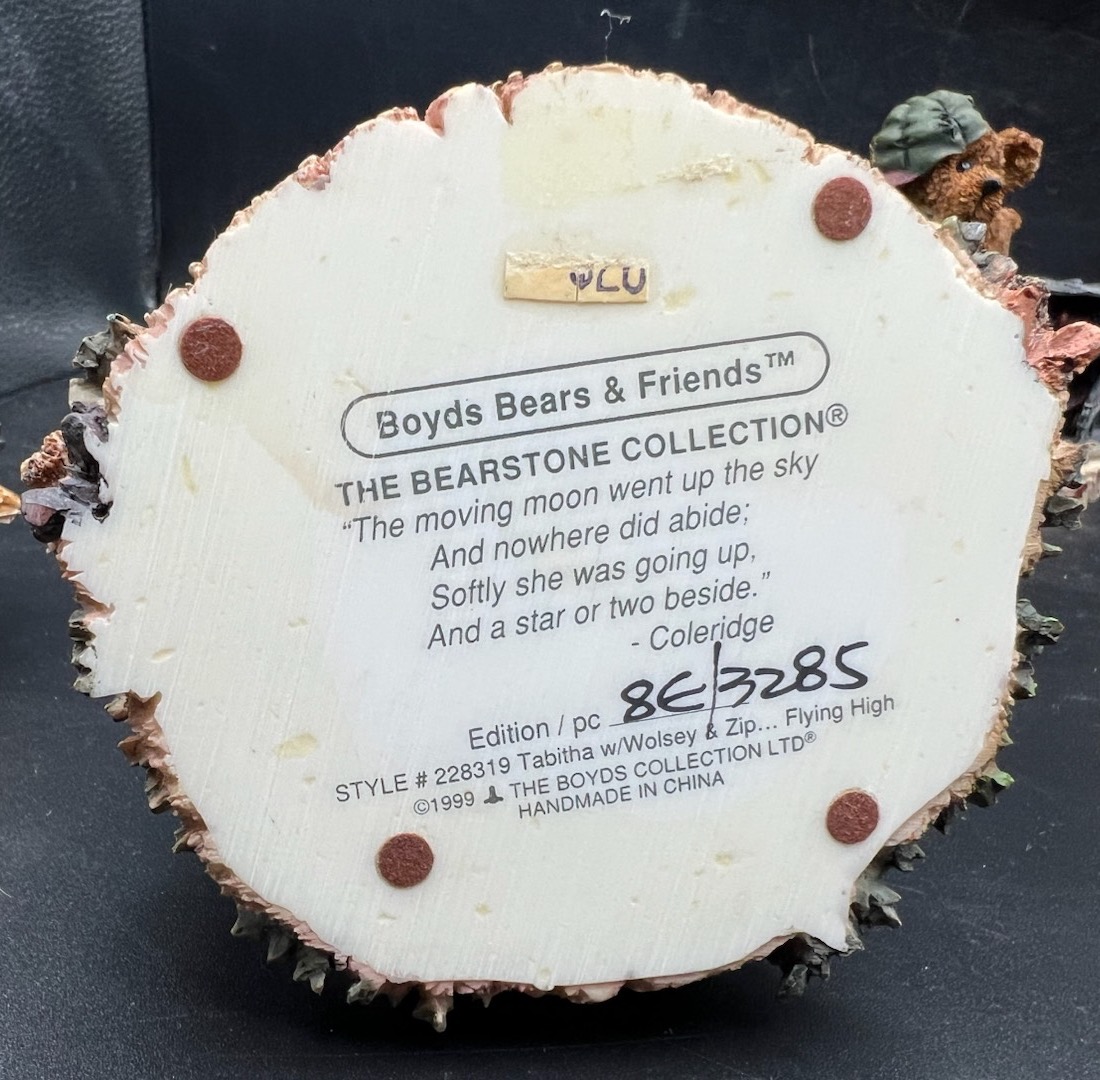 Boyds Bears & Friends™
THE BEARSTONE COLLECTION®
“The moving moon went up the sky
And nowhere did abide;
Softly she was going up,
And a star or two beside.”
- Coleridge
Edition / pc 8E/3285
STYLE # 228319 Tabitha w/Wolsey & Zip... Flying High
©1999 THE BOYDS COLLECTION LTD®
HANDMADE IN CHINA